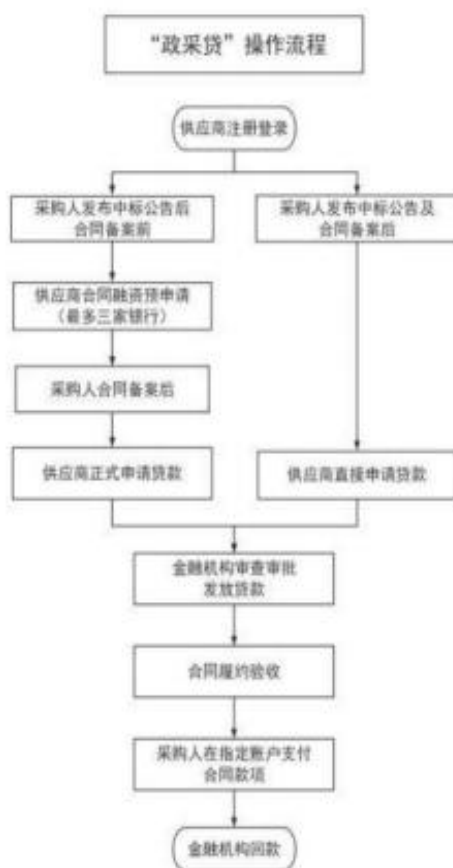 “政采贷”操作流程
供应商注册登录
采购人发布中标公告后
合同备案前
采购人发布中标公告及
合同备案后
供应商合同融资预申请
（最多三家银行）
采购人合同备案后
供应商正式申请贷款
供应商直接申请贷款
金融机构审查审批
发放贷款
合同履约验收
采购人在指定账户支付
合同款项
金融机构回款